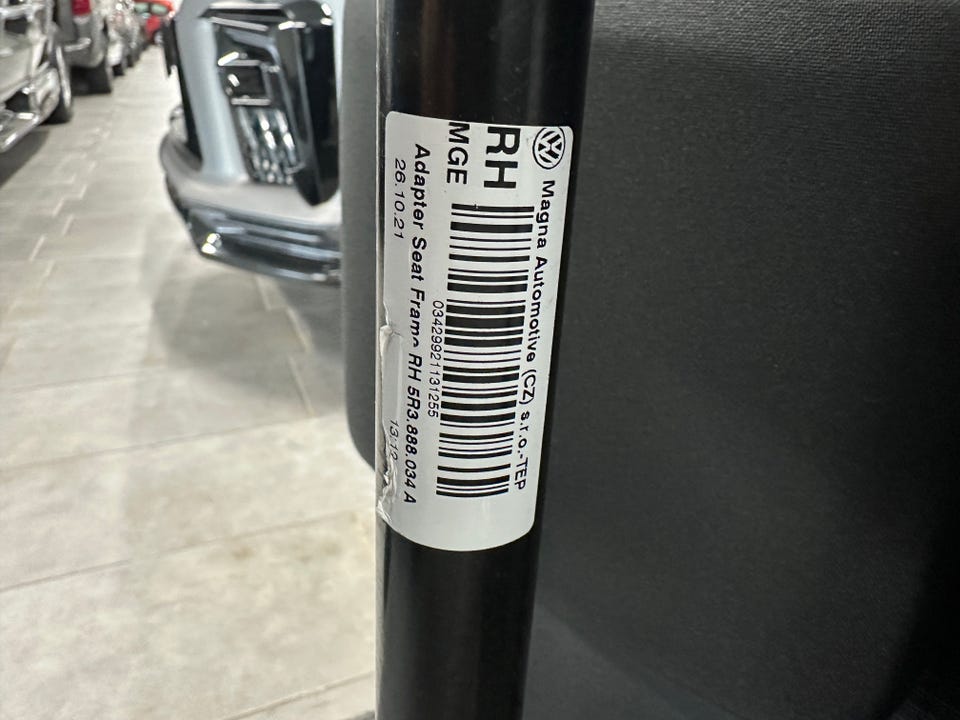 Magna Automotive (CZ) s.r.o.-TEP
RH
MGE
03429921131255
Adapter Seat Frame RH 5R3.888.034 A
26.10.21